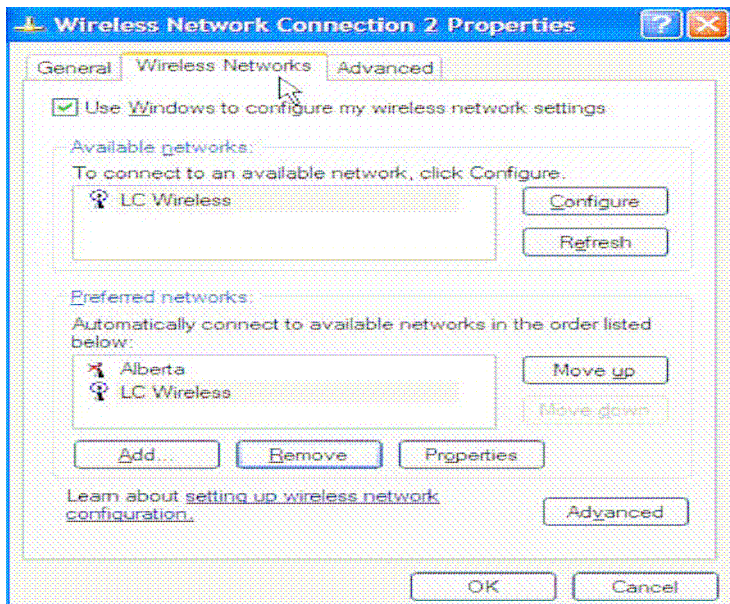 Wireless Network Connection 2 Properties
General Wireless Networks Advanced
Use Windows to configure my wireless network settings
Available networks:
To connect to an available network, click Configure.
LC Wireless
Configure
Refresh
Preferred networks:
Automatically connect to available networks in the order listed
below:
Alberta
LC Wireless
Move up
Move down
Add... Remove Properties
Learn about setting up wireless network
configuration.
Advanced
OK Cancel